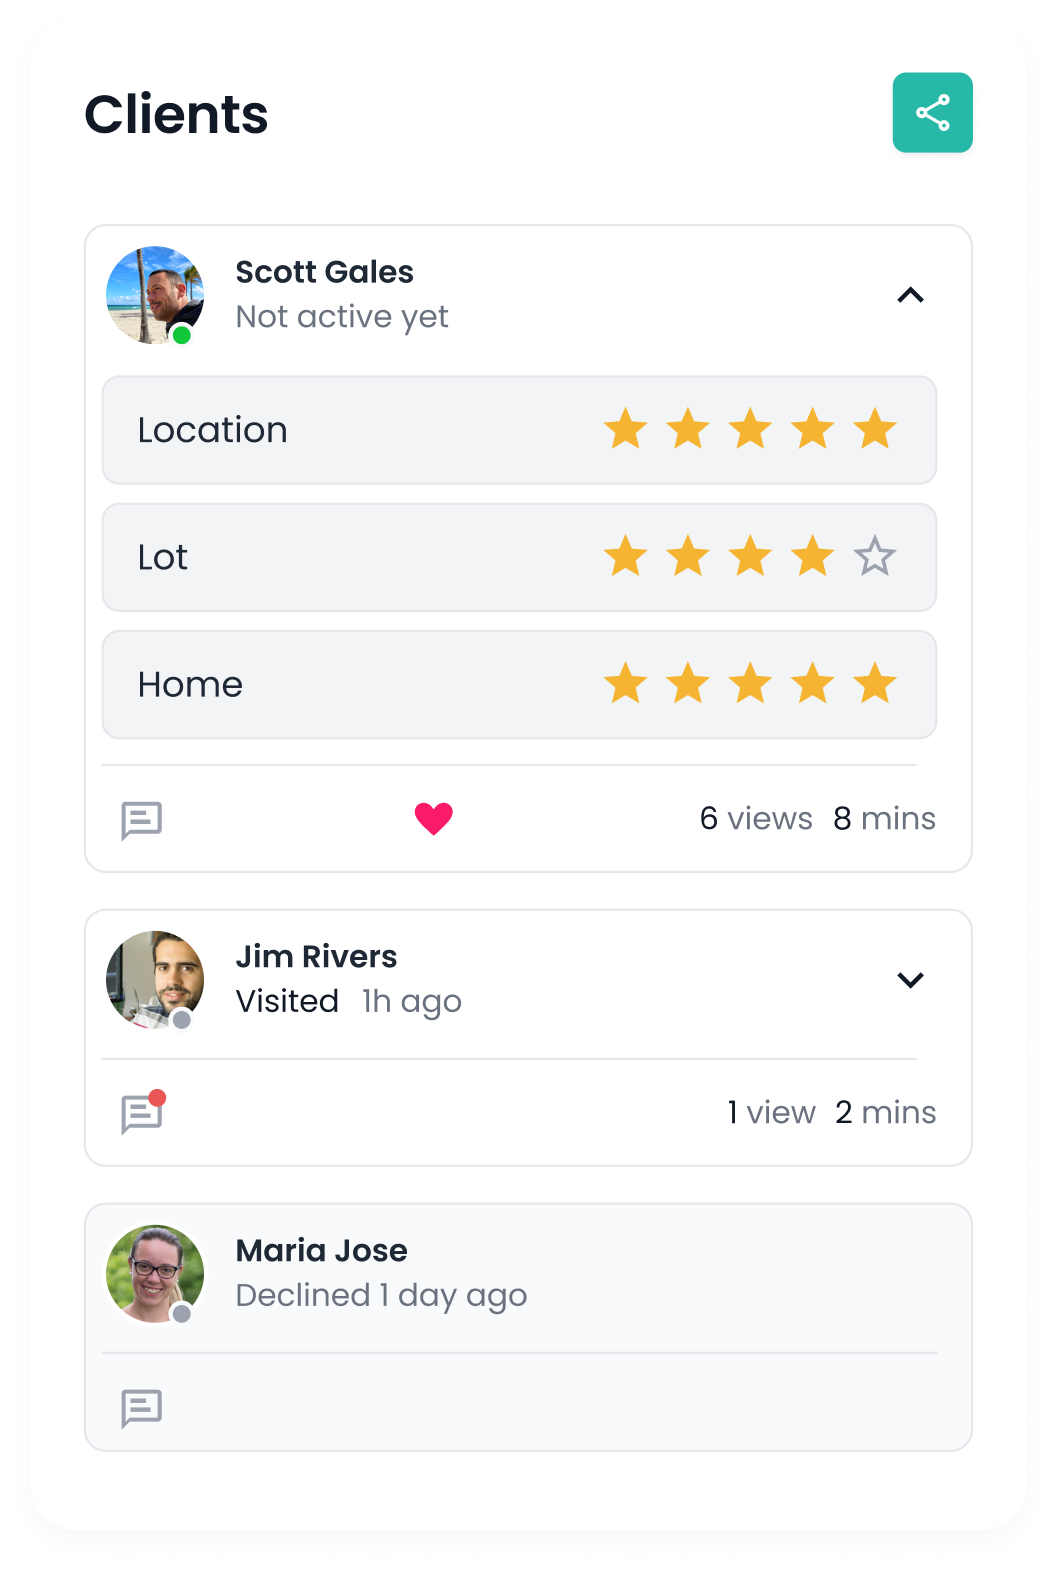 Clients
Scott Gales
Not active yet
Location
Lot
Home
6 views 8 mins
Jim Rivers
Visited 1h ago
1 view 2 mins
Maria Jose
Declined 1 day ago